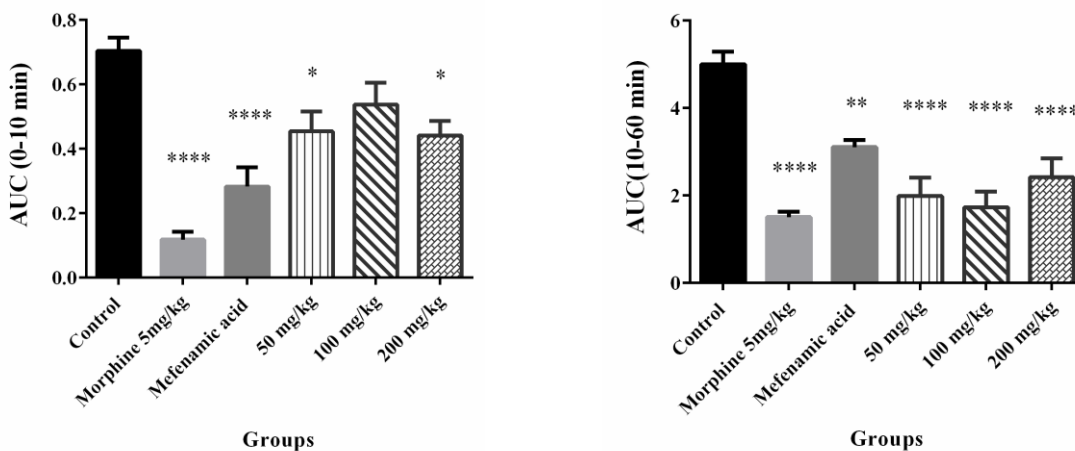 AUC (0-10 min)
0.8
0.6
0.4
0.2
0.0
****
****
*
*
Control
Morphine 5mg/kg
Mefenamic acid
50 mg/kg
100 mg/kg
200 mg/kg
Groups
AUC(10-60 min)
6
4
2
0
****
**
****
****
****
Control
Morphine 5mg/kg
Mefenamic acid
50 mg/kg
100 mg/kg
200 mg/kg
Groups